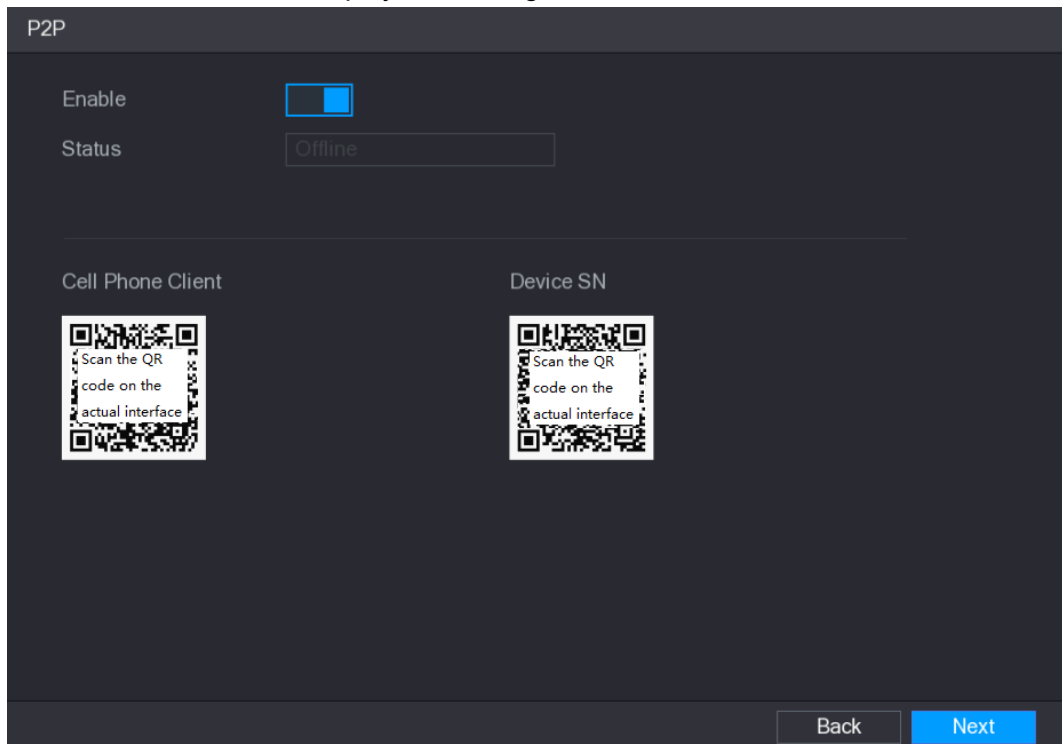 P2P
Enable
Status
Offline
Cell Phone Client
Device SN
Scan the QR
code on the
actual interface
Scan the QR
code on the
actual interface
Back
Next